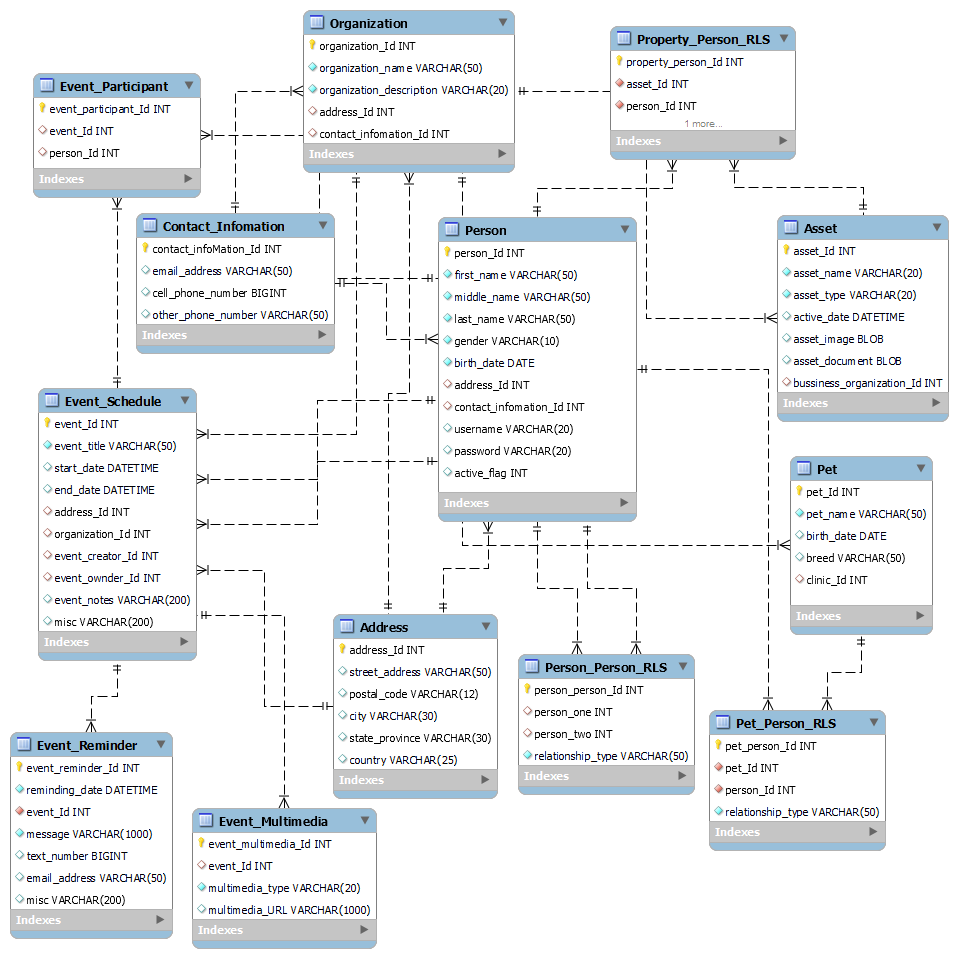 Organization
organization_Id INT
organization_name VARCHAR(50)
organization_description VARCHAR(20)
address_Id INT
contact_infomation_Id INT
Indexes
Property_Person_RLS
property_person_Id INT
asset_Id INT
person_Id INT
1 more...
Indexes
Event_Participant
event_participant_Id INT
event_Id INT
person_Id INT
Indexes
Contact_Infomation
contact_infoMation_Id INT
email_address VARCHAR(50)
cell_phone_number BIGINT
other_phone_number VARCHAR(50)
Indexes
Person
person_Id INT
first_name VARCHAR(50)
middle_name VARCHAR(50)
last_name VARCHAR(50)
gender VARCHAR(10)
birth_date DATE
address_Id INT
contact_infomation_Id INT
username VARCHAR(20)
password VARCHAR(20)
active_flag INT
Indexes
Asset
asset_Id INT
asset_name VARCHAR(20)
asset_type VARCHAR(20)
active_date DATETIME
asset_image BLOB
asset_document BLOB
bussiness_organization_Id INT
Indexes
Event_Schedule
event_Id INT
event_title VARCHAR(50)
start_date DATETIME
end_date DATETIME
address_Id INT
organization_Id INT
event_creator_Id INT
event_ownder_Id INT
event_notes VARCHAR(200)
misc VARCHAR(200)
Indexes
Pet
pet_Id INT
pet_name VARCHAR(50)
birth_date DATE
breed VARCHAR(50)
clinic_Id INT
Indexes
Address
address_Id INT
street_address VARCHAR(50)
postal_code VARCHAR(12)
city VARCHAR(30)
state_province VARCHAR(30)
country VARCHAR(25)
Indexes
Person_Person_RLS
person_person_Id INT
person_one INT
person_two INT
relationship_type VARCHAR(50)
Indexes
Pet_Person_RLS
pet_person_Id INT
pet_Id INT
person_Id INT
relationship_type VARCHAR(50)
Indexes
Event_Reminder
event_reminder_Id INT
reminding_date DATETIME
event_Id INT
message VARCHAR(1000)
text_number BIGINT
email_address VARCHAR(50)
misc VARCHAR(200)
Indexes
Event_Multimedia
event_multimedia_Id INT
event_Id INT
multimedia_type VARCHAR(20)
multimedia_URL VARCHAR(1000)
Indexes